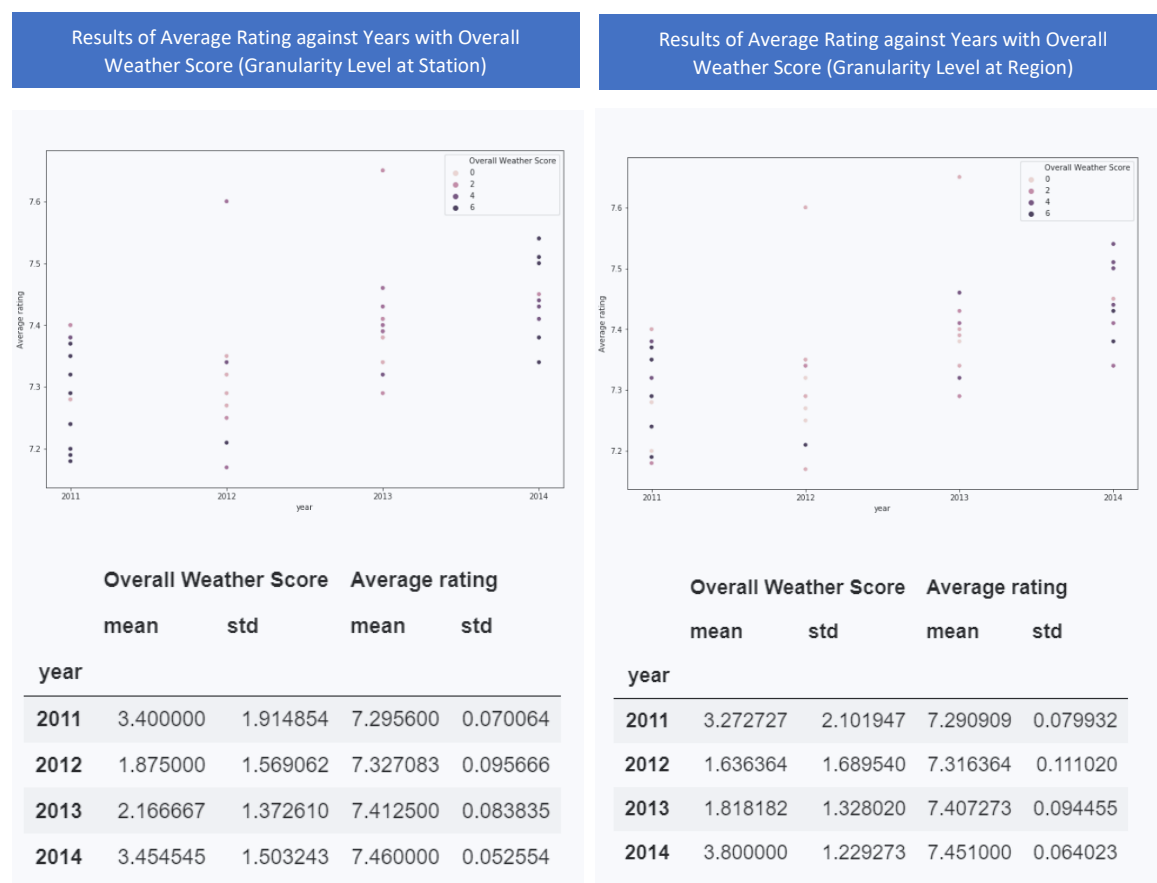 Results of Average Rating against Years with Overall
Weather Score (Granularity Level at Station)
Overall Weather Score
0
2
4
6
7.6
7.5
7.4
7.3
7.2
Average rating
2011 2012 2013 2014
year
Overall Weather Score Average rating
mean std mean std
year
2011 3.400000 1.914854 7.295600 0.070064
2012 1.875000 1.569062 7.327083 0.095666
2013 2.166667 1.372610 7.412500 0.083835
2014 3.454545 1.503243 7.460000 0.052554
Results of Average Rating against Years with Overall
Weather Score (Granularity Level at Region)
Overall Weather Score
0
2
4
6
7.6
7.5
7.4
7.3
7.2
Average rating
2011 2012 2013 2014
year
Overall Weather Score Average rating
mean std mean std
year
2011 3.272727 2.101947 7.290909 0.079932
2012 1.636364 1.689540 7.316364 0.111020
2013 1.818182 1.328020 7.407273 0.094455
2014 3.800000 1.229273 7.451000 0.064023